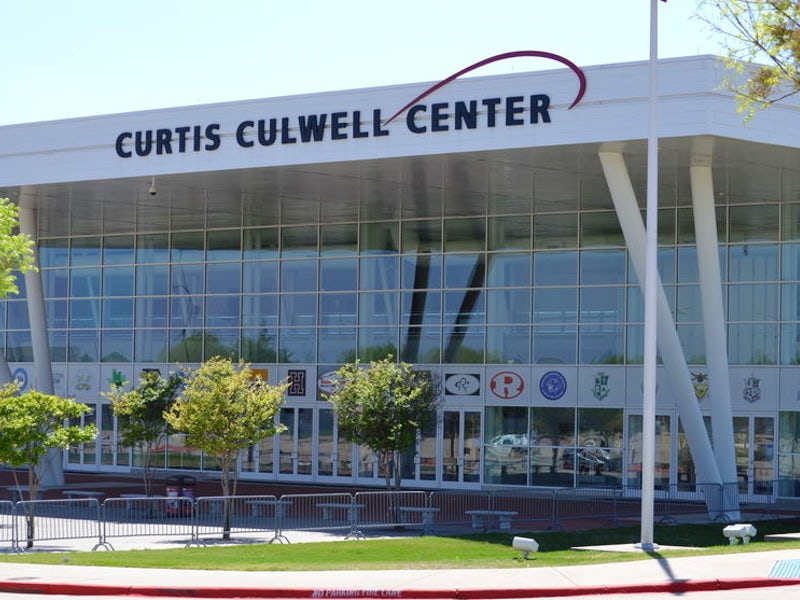 CURTIS CULWELL CENTER
H
R
NO PARKING FIRE LANE